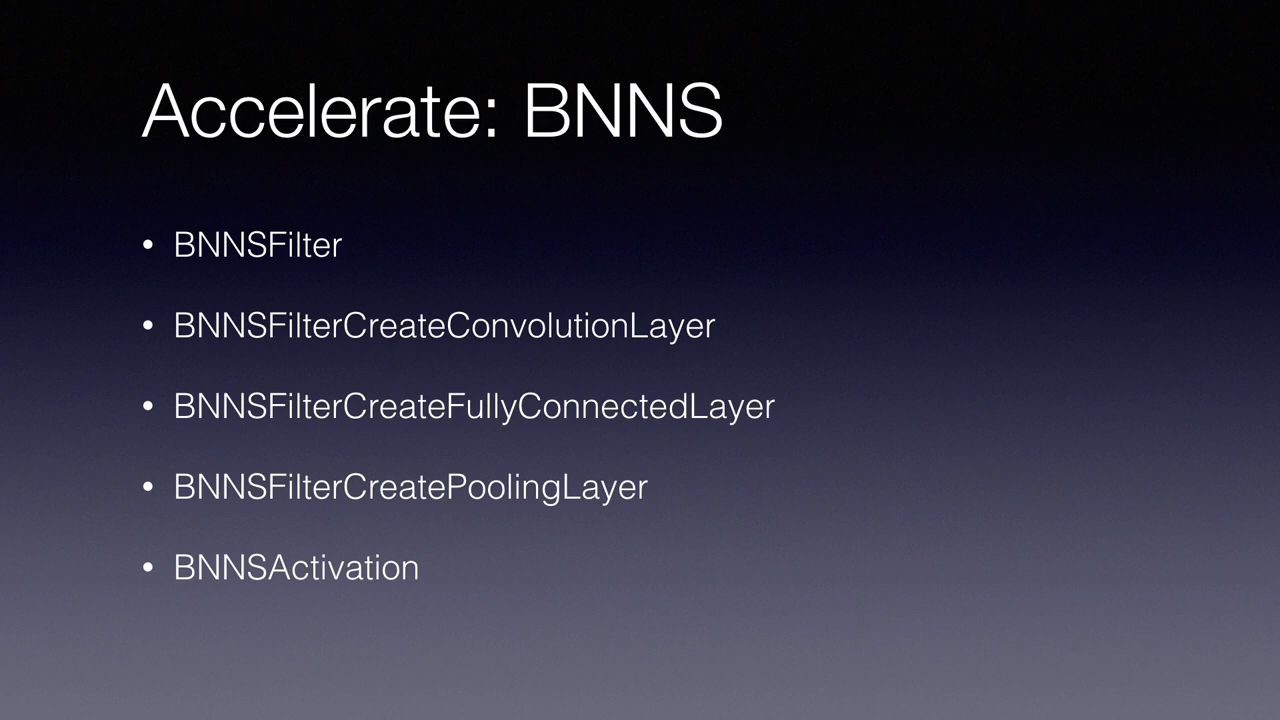 Accelerate: BNNS
• BNNSFilter
• BNNSFilterCreateConvolutionLayer
• BNNSFilterCreateFullyConnectedLayer
• BNNSFilterCreatePoolingLayer
• BNNSActivation